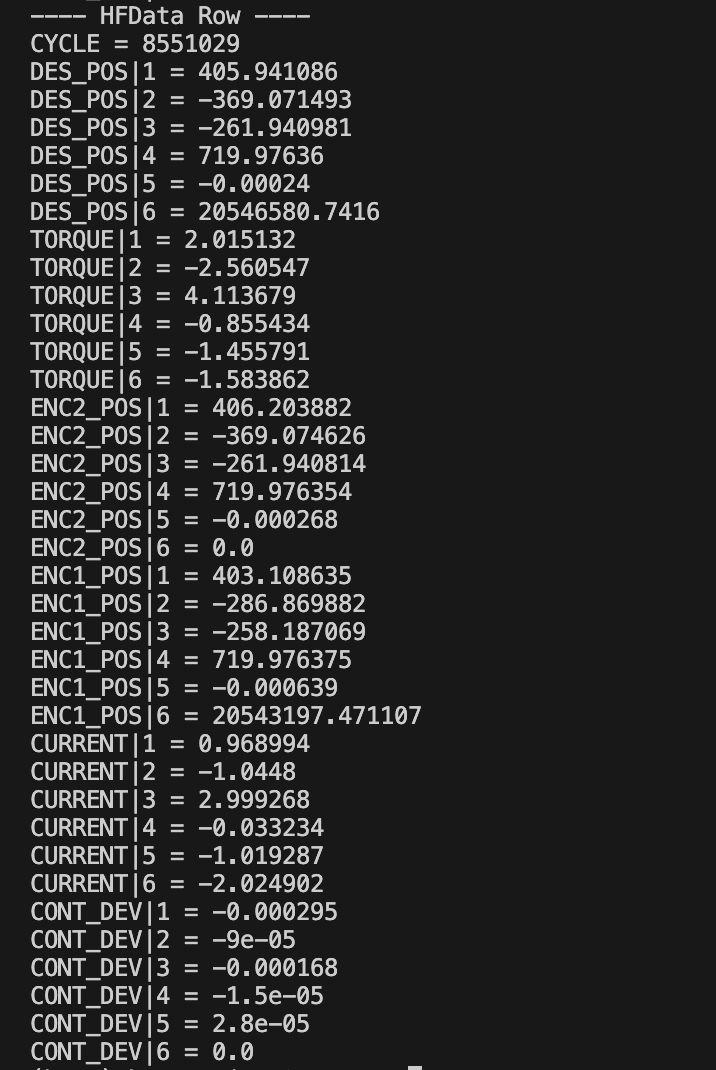 ---- HFData Row ----
CYCLE = 8551029
DES_POS|1 = 405.941086
DES_POS|2 = -369.071493
DES_POS|3 = -261.940981
DES_POS|4 = 719.97636
DES_POS|5 = -0.00024
DES_POS|6 = 20546580.7416
TORQUE|1 = 2.015132
TORQUE|2 = -2.560547
TORQUE|3 = 4.113679
TORQUE|4 = -0.855434
TORQUE|5 = -1.455791
TORQUE|6 = -1.583862
ENC2_POS|1 = 406.203882
ENC2_POS|2 = -369.074626
ENC2_POS|3 = -261.940814
ENC2_POS|4 = 719.976354
ENC2_POS|5 = -0.000268
ENC2_POS|6 = 0.0
ENC1_POS|1 = 403.108635
ENC1_POS|2 = -286.869882
ENC1_POS|3 = -258.187069
ENC1_POS|4 = 719.976375
ENC1_POS|5 = -0.000639
ENC1_POS|6 = 20543197.471107
CURRENT|1 = 0.968994
CURRENT|2 = -1.0448
CURRENT|3 = 2.999268
CURRENT|4 = -0.033234
CURRENT|5 = -1.019287
CURRENT|6 = -2.024902
CONT_DEV|1 = -0.000295
CONT_DEV|2 = -9e-05
CONT_DEV|3 = -0.000168
CONT_DEV|4 = -1.5e-05
CONT_DEV|5 = 2.8e-05
CONT_DEV|6 = 0.0